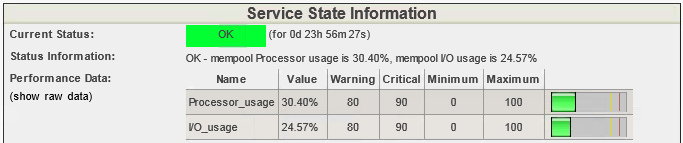 Service State Information
Current Status: OK (for 0d 23h 56m 27s)
Status Information: OK - mempool Processor usage is 30.40%, mempool I/O usage is 24.57%
Performance Data: Name Value Warning Critical Minimum Maximum
(show raw data) Processor_usage 30.40% 80 90 0 100
I/O_usage 24.57% 80 90 0 100